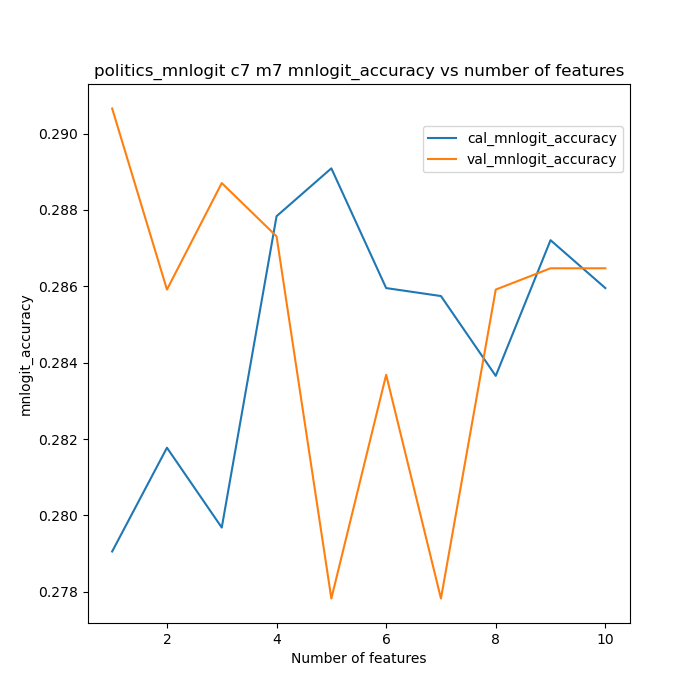 politics_mnlogit c7 m7 mnlogit_accuracy vs number of features
cal_mnlogit_accuracy
val_mnlogit_accuracy
mnlogit_accuracy
0.290
0.288
0.286
0.284
0.282
0.280
0.278
2 4 6 8 10
Number of features